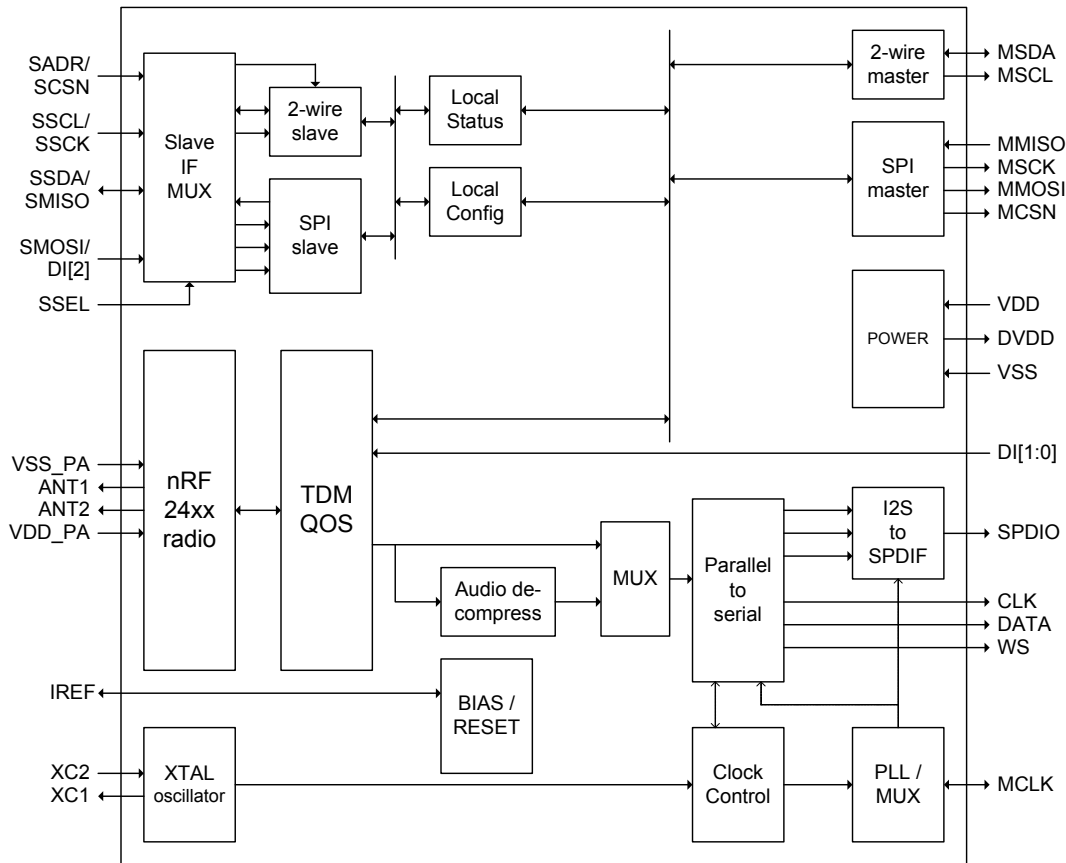 SADR/
SCSN
SSCL/
SSCK
SSDA/
SMISO
SMOSI/
DI[2]
SSEL
Slave
IF
MUX
2-wire
slave
SPI
slave
Local
Status
Local
Config
2-wire
master
MSDA
MSCL
SPI
master
MMISO
MSCK
MMOSI
MCSN
POWER
VDD
DVDD
VSS
DI[1:0]
VSS_PA
ANT1
ANT2
VDD_PA
nRF
24xx
radio
TDM
QOS
Audio de-
compress
MUX
Parallel
to
serial
I2S
to
SPDIF
SPDIO
CLK
DATA
WS
IREF
BIAS /
RESET
XC2
XC1
XTAL
oscillator
Clock
Control
PLL /
MUX
MCLK